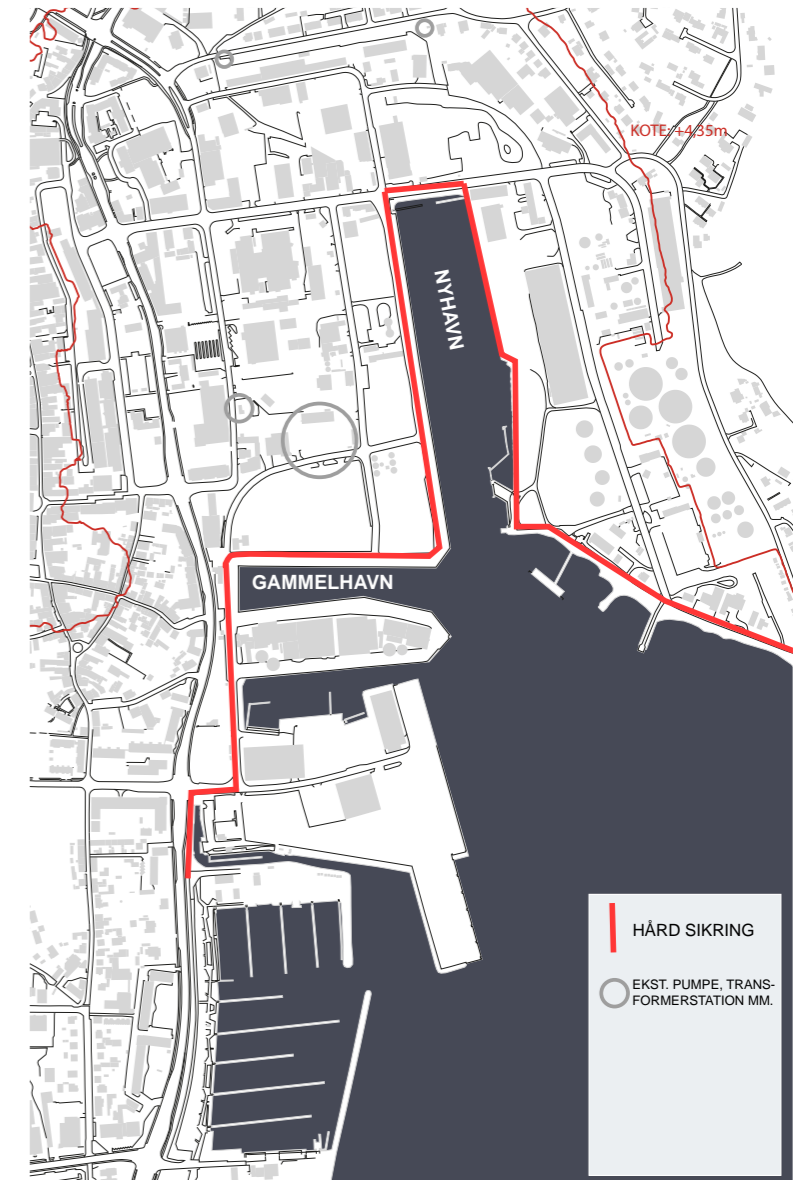 KOTE: +4,35m
NYHAVN
GAMMELHAVN
HÅRD SIKRING
EKST. PUMPE, TRANS-
FORMERSTATION MM.